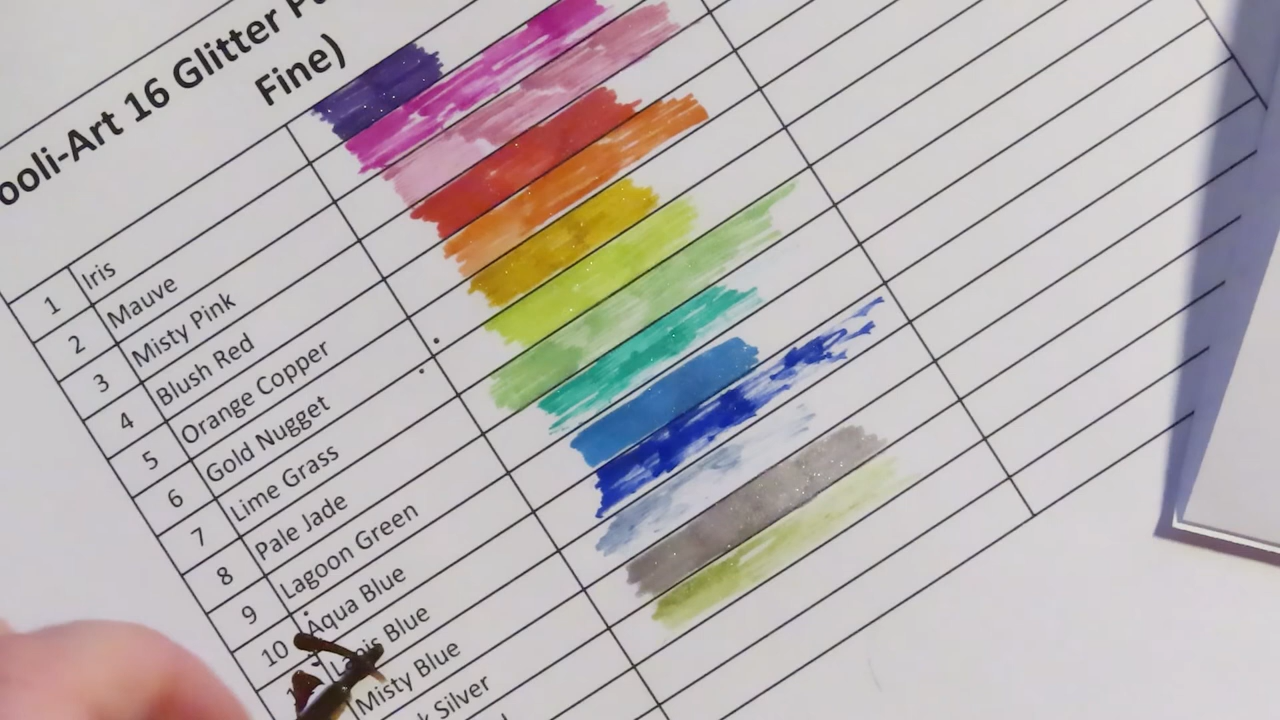 ooli-Art 16 Glitter
Fine)
1 Iris
2 Mauve
3 Misty Pink
4 Blush Red
5 Orange Copper
6 Gold Nugget
7 Lime Grass
8 Pale Jade
9 Lagoon Green
10 Aqua Blue
Lapis Blue
Misty Blue
k Silver